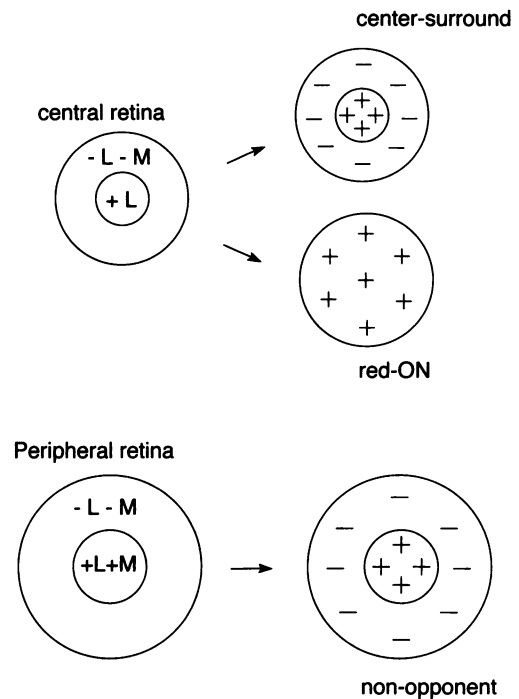 center-surround
central retina
- L - M
+ L
red-ON
Peripheral retina
- L - M
+L+M
non-opponent